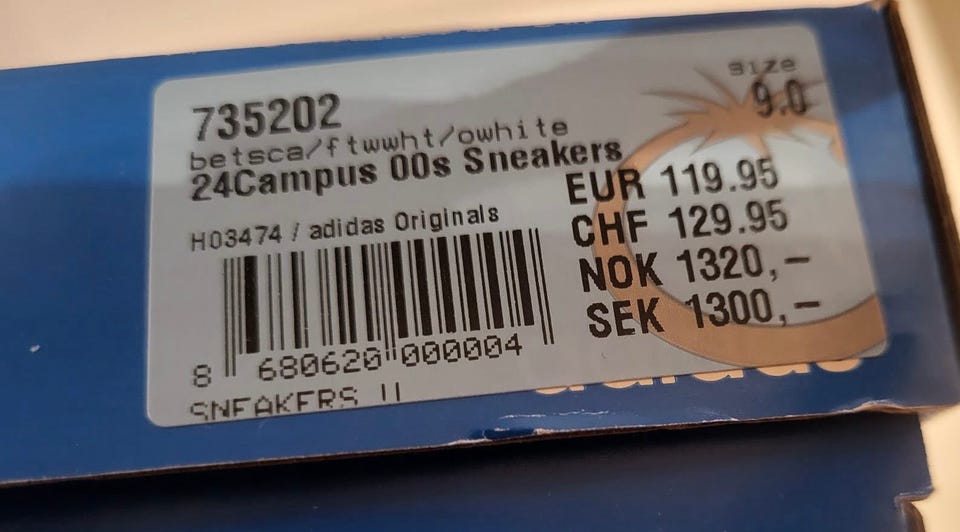 735202
size
9.0
betsca/ftwwht/owhite
24Campus 00s Sneakers
H03474 / adidas Originals
EUR 119.95
CHF 129.95
NOK 1320,–
SEK 1300,–
8 680620 000004
SNEAKERS